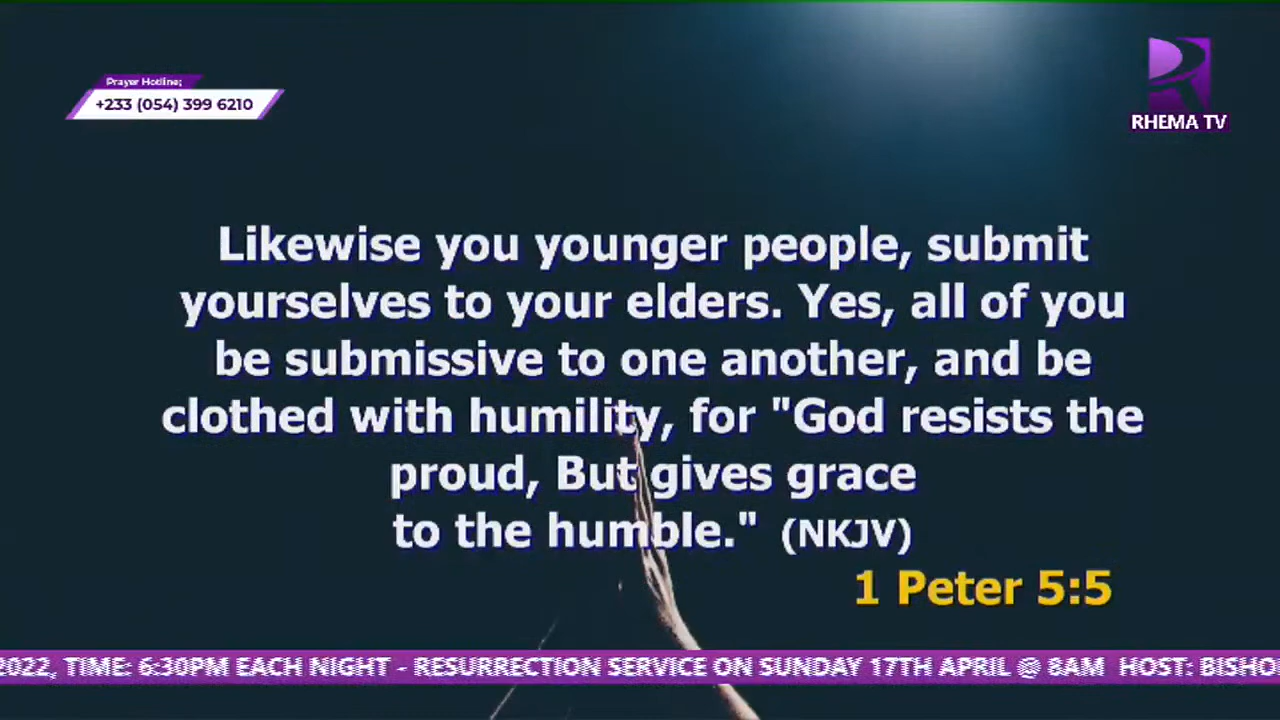 Prayer Hotline;
+233 (054) 399 6210
RHEMA TV
Likewise you younger people, submit
yourselves to your elders. Yes, all of you
be submissive to one another, and be
clothed with humility, for "God resists the
proud, But gives grace
to the humble." (NKJV)
1 Peter 5:5
2022, TIME: 6:30PM EACH NIGHT - RESURRECTION SERVICE ON SUNDAY 17TH APRIL @ 8AM HOST: